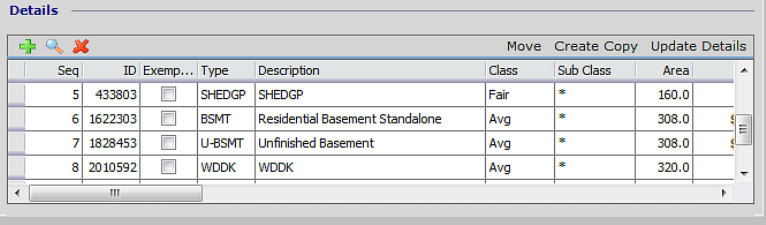 Details
Move Create Copy Update Details
Seq ID Exemp... Type Description Class Sub Class Area
5 433803 SHEDGP SHEDGP Fair * 160.0
6 1622303 BSMT Residential Basement Standalone Avg * 308.0
7 1828453 U-BSMT Unfinished Basement Avg * 308.0
8 2010592 WDDK WDDK Avg * 320.0